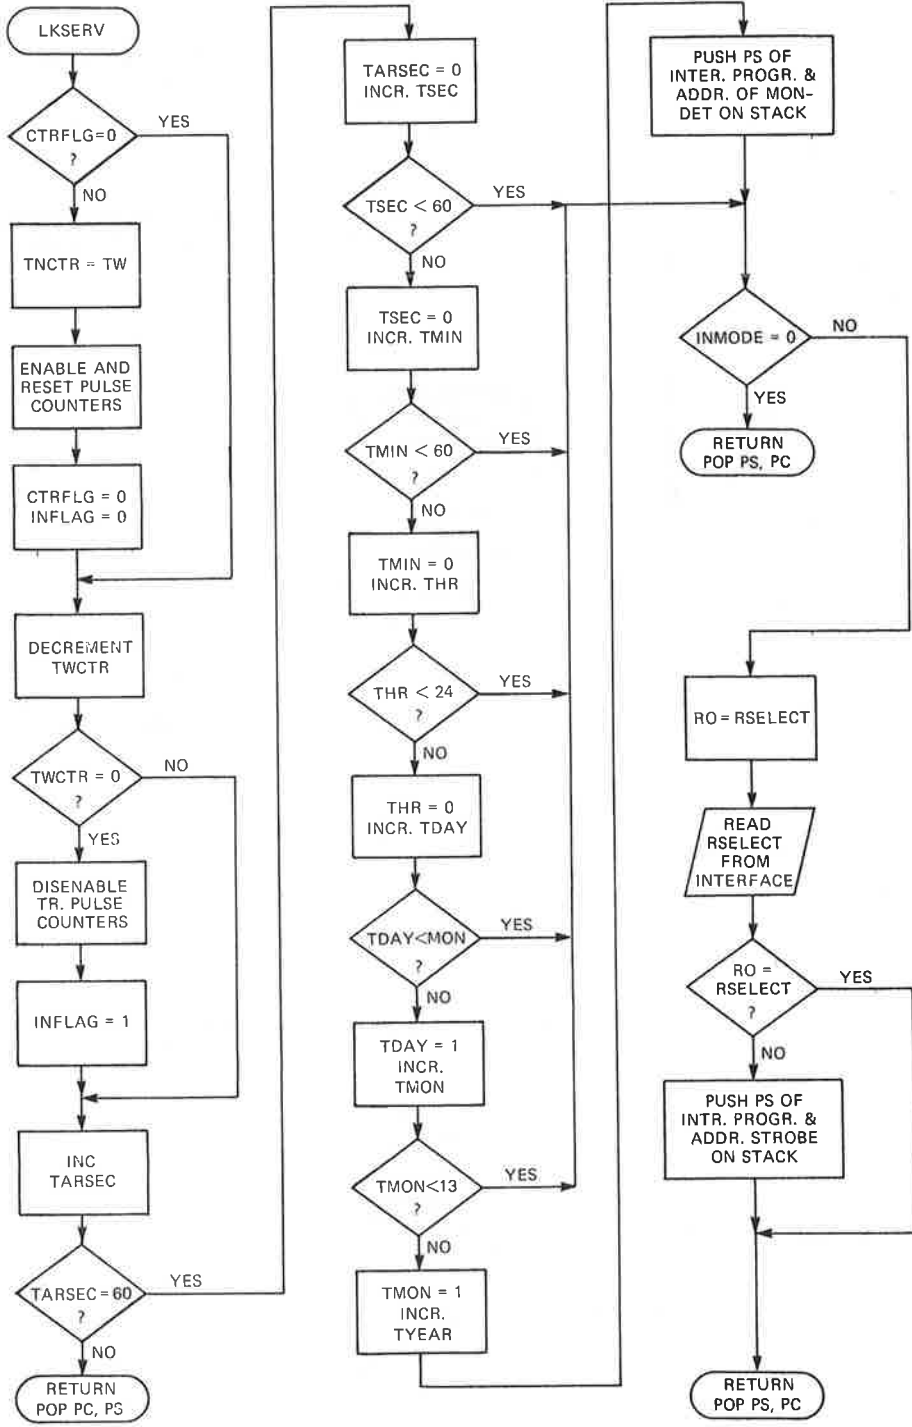 LKSERV
CTRFLG=0
?
YES
NO
TNCTR = TW
ENABLE AND
RESET PULSE
COUNTERS
CTRFLG = 0
INFLAG = 0
DECREMENT
TWCTR
TWCTR = 0
?
NO
YES
DISENABLE
TR. PULSE
COUNTERS
INFLAG = 1
INC
TARSEC
TARSEC = 60
?
YES
NO
RETURN
POP PC, PS
TARSEC = 0
INCR. TSEC
TSEC < 60
?
YES
NO
TSEC = 0
INCR. TMIN
TMIN < 60
?
YES
NO
TMIN = 0
INCR. THR
THR < 24
?
YES
NO
THR = 0
INCR. TDAY
TDAY<MON
?
YES
NO
TDAY = 1
INCR.
TMON
TMON<13
?
YES
NO
TMON = 1
INCR.
TYEAR
PUSH PS OF
INTER. PROGR. &
ADDR. OF MON-
DET ON STACK
INMODE = 0
NO
YES
RETURN
POP PS, PC
RO = RSELECT
READ
RSELECT
FROM
INTERFACE
RO =
RSELECT
?
YES
NO
PUSH PS OF
INTR. PROGR. &
ADDR. STROBE
ON STACK
RETURN
POP PS, PC